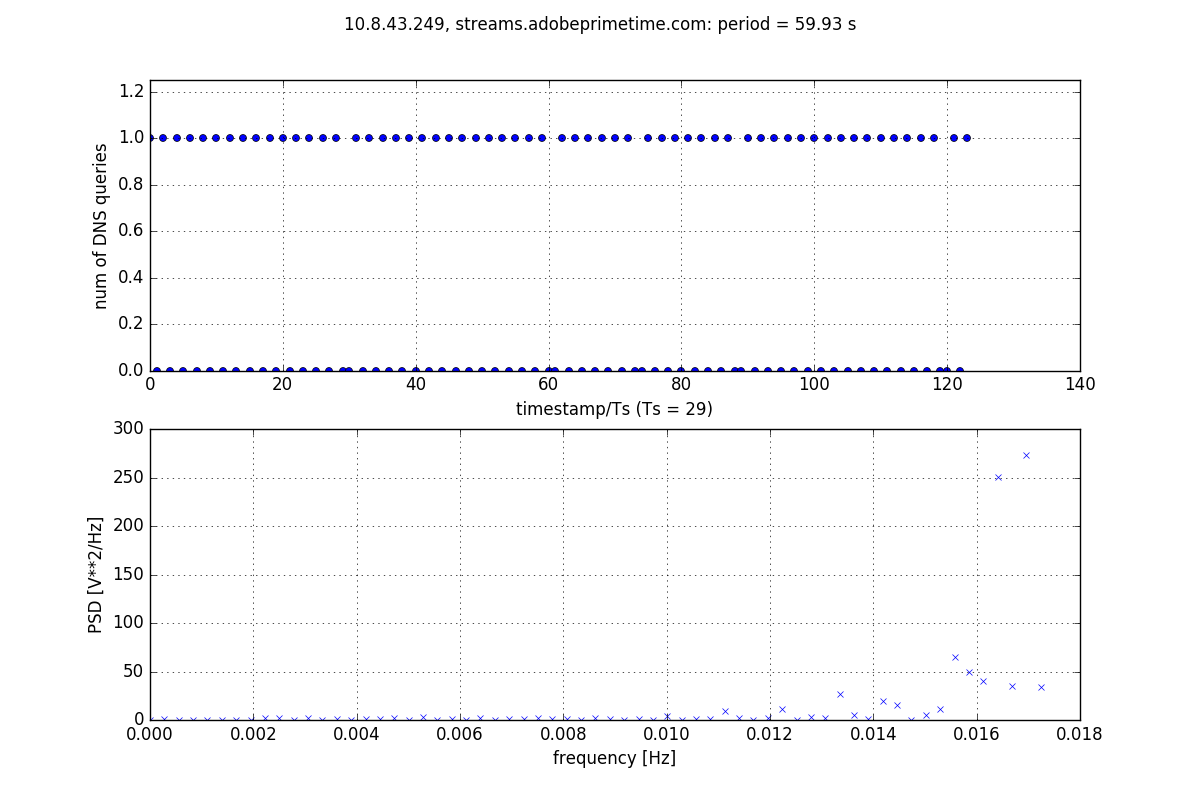 10.8.43.249, streams.adobeprimetime.com: period = 59.93 s
1.2
1.0
0.8
0.6
0.4
0.2
0.0
num of DNS queries
0 20 40 60 80 100 120 140
timestamp/Ts (Ts = 29)
300
250
200
150
100
50
0
PSD [V**2/Hz]
0.000 0.002 0.004 0.006 0.008 0.010 0.012 0.014 0.016 0.018
frequency [Hz]